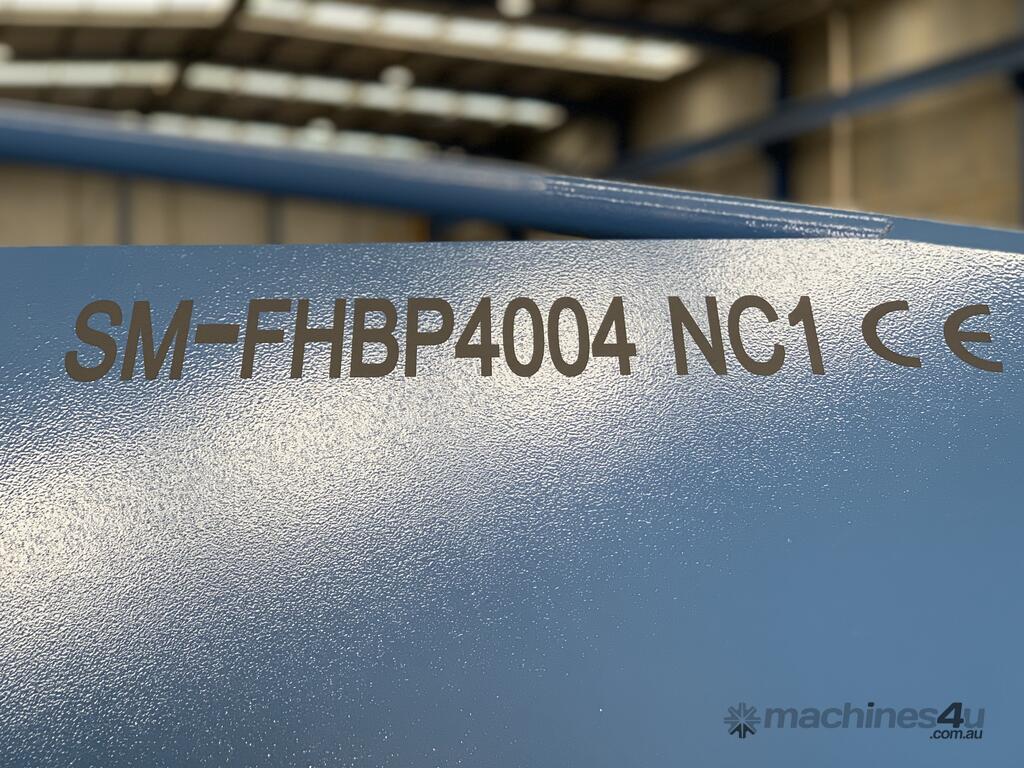 SM-FHBP4004 NC1 CE
machines4u
.com.au